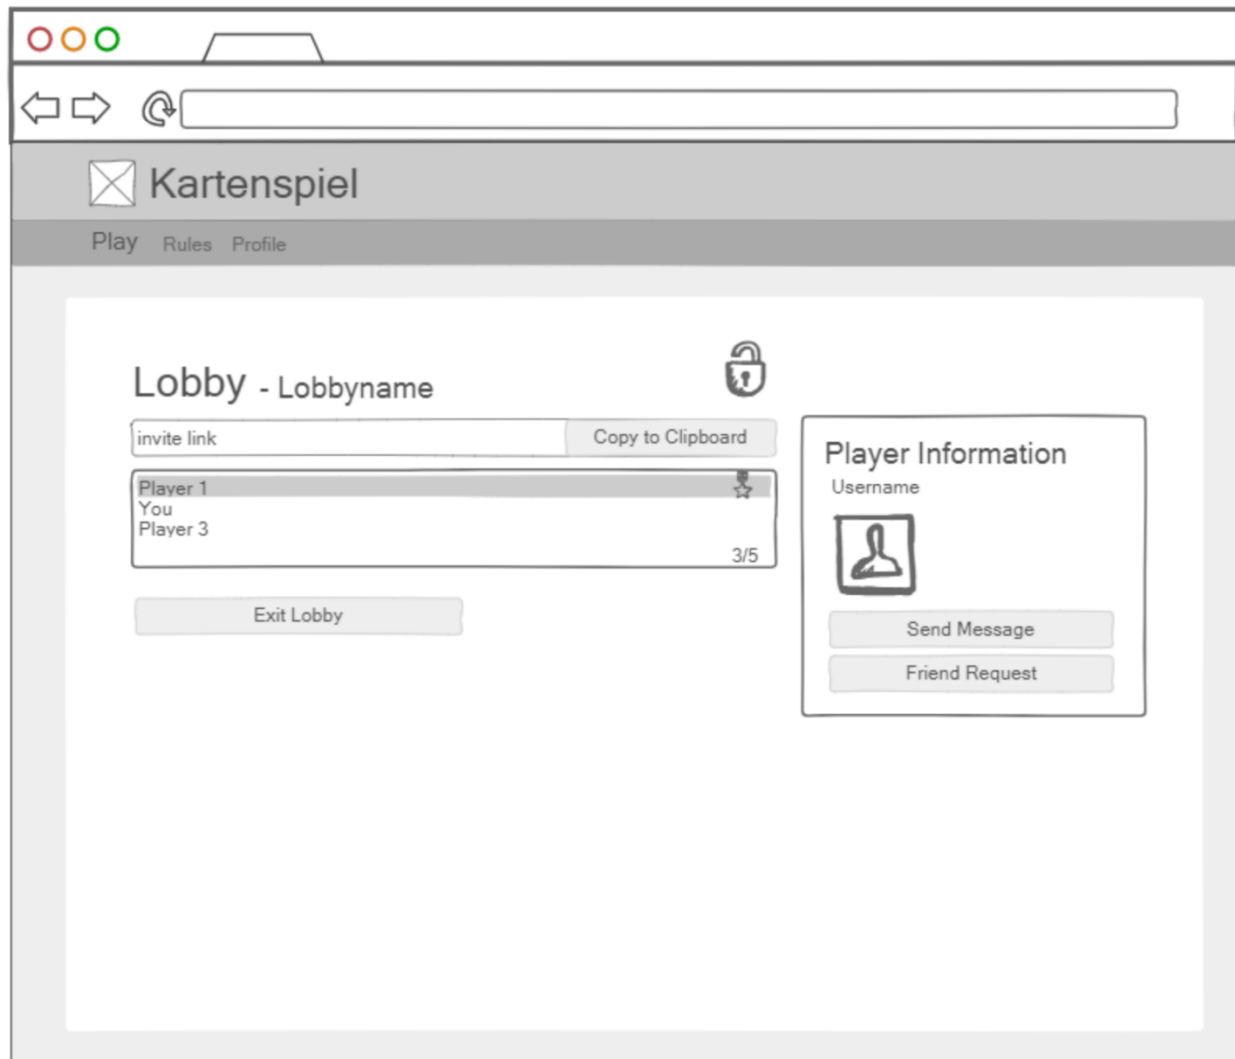 Kartenspiel
Play Rules Profile
Lobby - Lobbyname
invite link Copy to Clipboard
Player 1
You
Player 3
3/5
Exit Lobby
Player Information
Username
Send Message
Friend Request